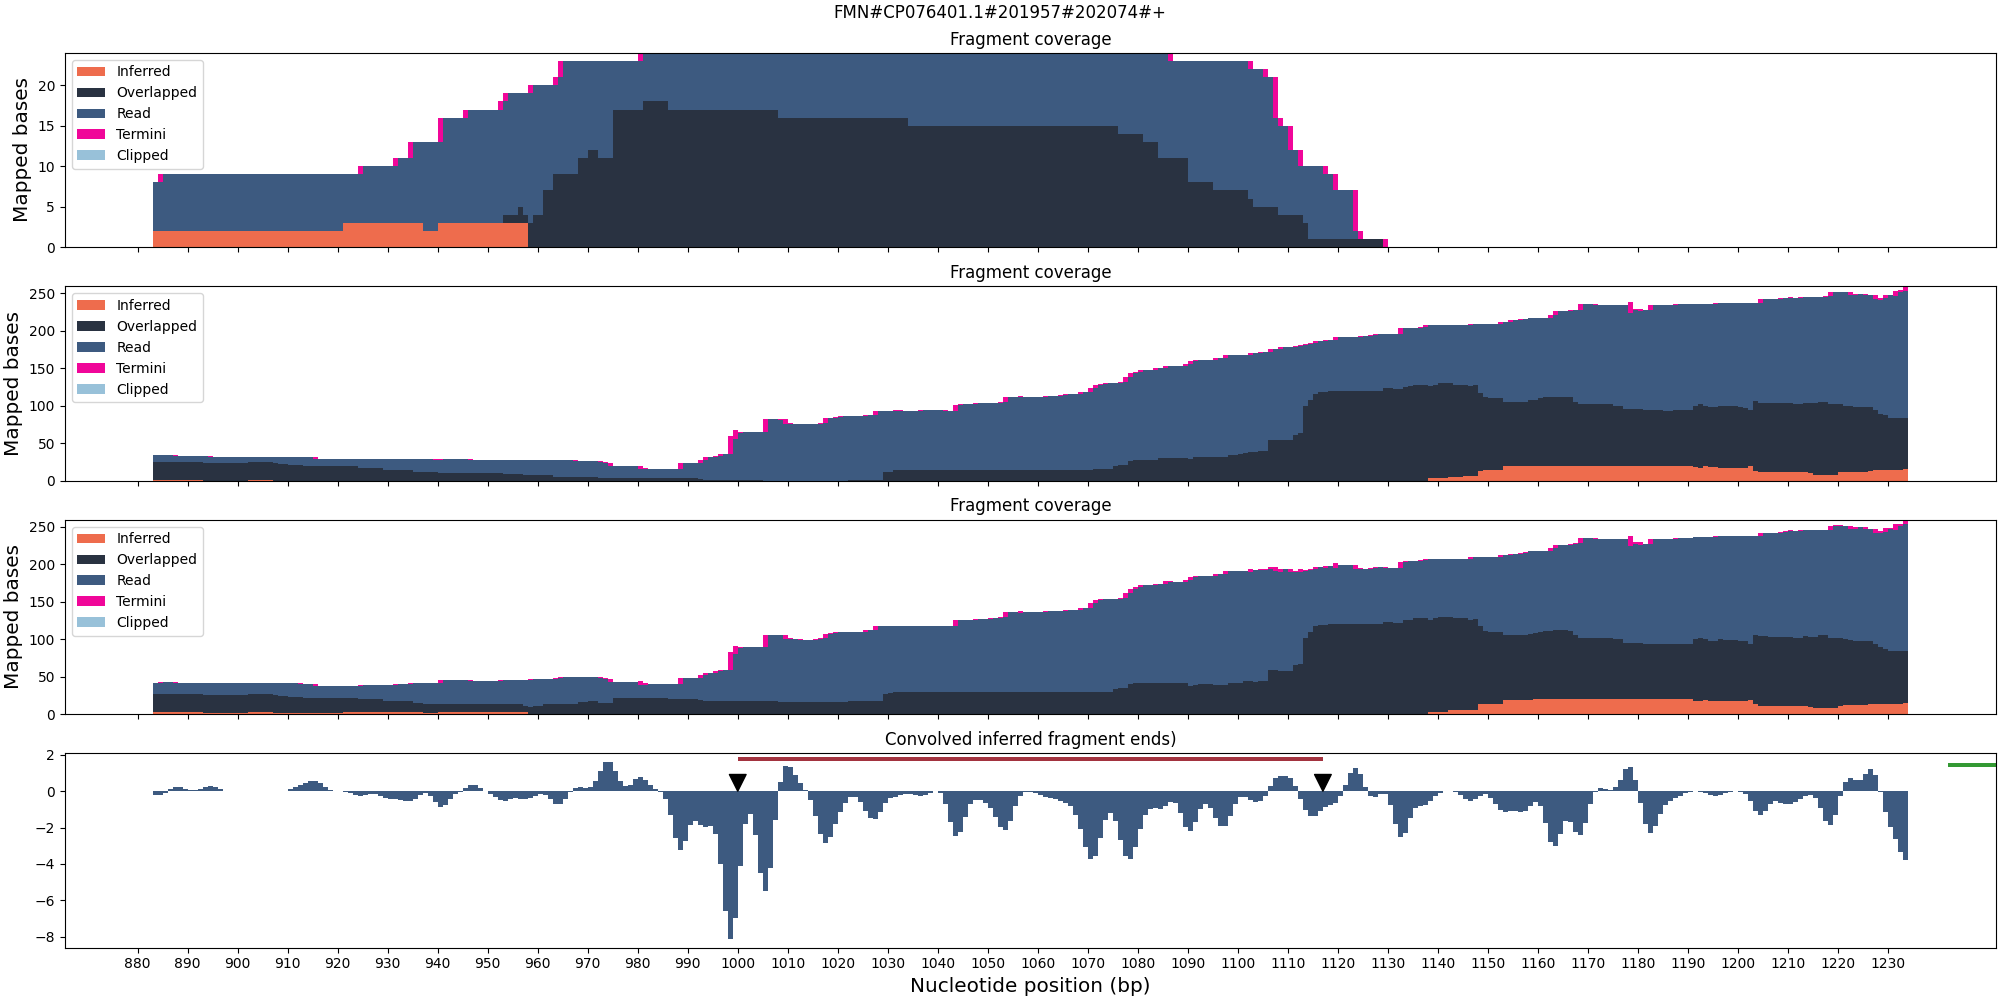 FMN#CP076401.1#201957#202074#+
Fragment coverage
Mapped bases
20
15
10
5
0
Inferred
Overlapped
Read
Termini
Clipped
Fragment coverage
Mapped bases
250
200
150
100
50
0
Inferred
Overlapped
Read
Termini
Clipped
Fragment coverage
Mapped bases
250
200
150
100
50
0
Inferred
Overlapped
Read
Termini
Clipped
Convolved inferred fragment ends)
2
0
−2
−4
−6
−8
880 890 900 910 920 930 940 950 960 970 980 990 1000 1010 1020 1030 1040 1050 1060 1070 1080 1090 1100 1110 1120 1130 1140 1150 1160 1170 1180 1190 1200 1210 1220 1230
Nucleotide position (bp)